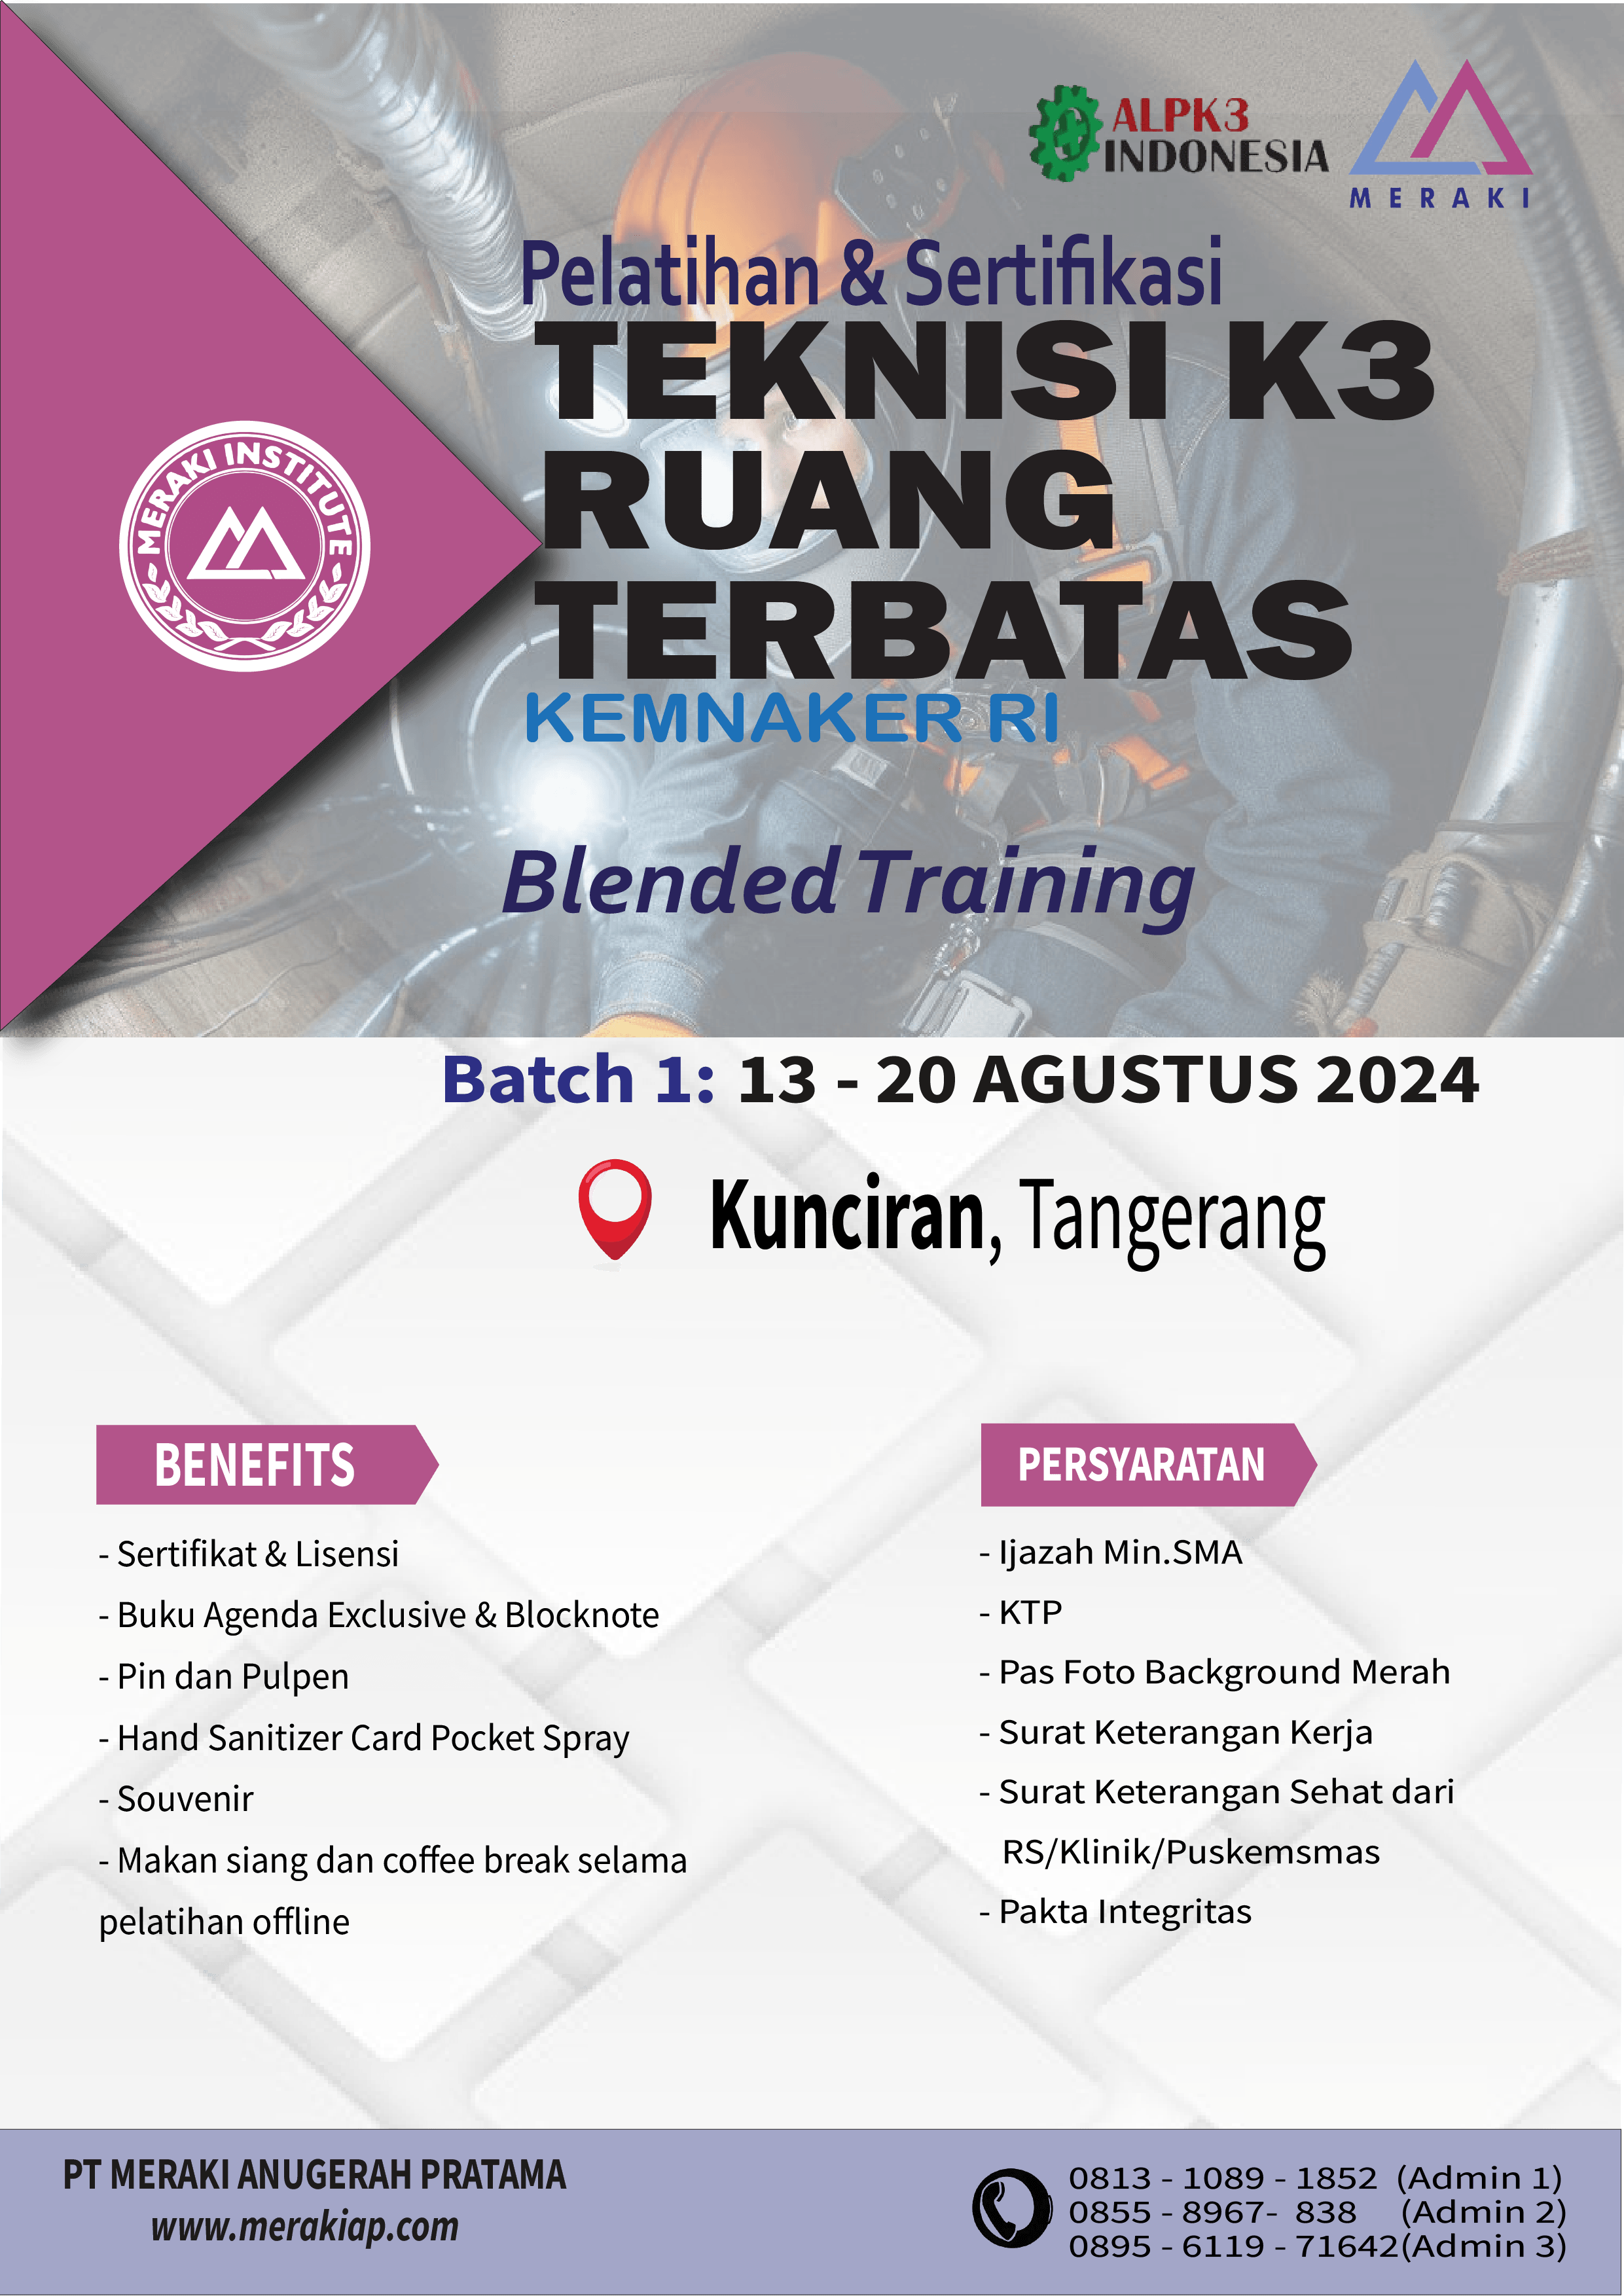 ALPK3
INDONESIA
MERAKI
Pelatihan & Sertifikasi
TEKNISI K3
RUANG
TERBATAS
KEMNAKER RI
MERAKI INSTITUTE
Blended Training
Batch 1: 13 - 20 AGUSTUS 2024
Kunciran, Tangerang
BENEFITS
- Sertifikat & Lisensi
- Buku Agenda Exclusive & Blocknote
- Pin dan Pulpen
- Hand Sanitizer Card Pocket Spray
- Souvenir
- Makan siang dan coffee break selama
pelatihan offline
PERSYARATAN
- Ijazah Min.SMA
- KTP
- Pas Foto Background Merah
- Surat Keterangan Kerja
- Surat Keterangan Sehat dari
RS/Klinik/Puskemsmas
- Pakta Integritas
PT MERAKI ANUGERAH PRATAMA
www.merakiap.com
0813 - 1089 - 1852 (Admin 1)
0855 - 8967- 838 (Admin 2)
0895 - 6119 - 71642(Admin 3)